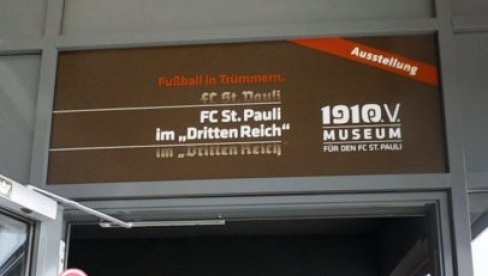 Ausstellung
Fußball in Trümmern.
FC St. Pauli
FC St. Pauli
im „Dritten Reich“
im „Dritten Reich“
1910 e.V.
MUSEUM
FÜR DEN FC ST. PAULI